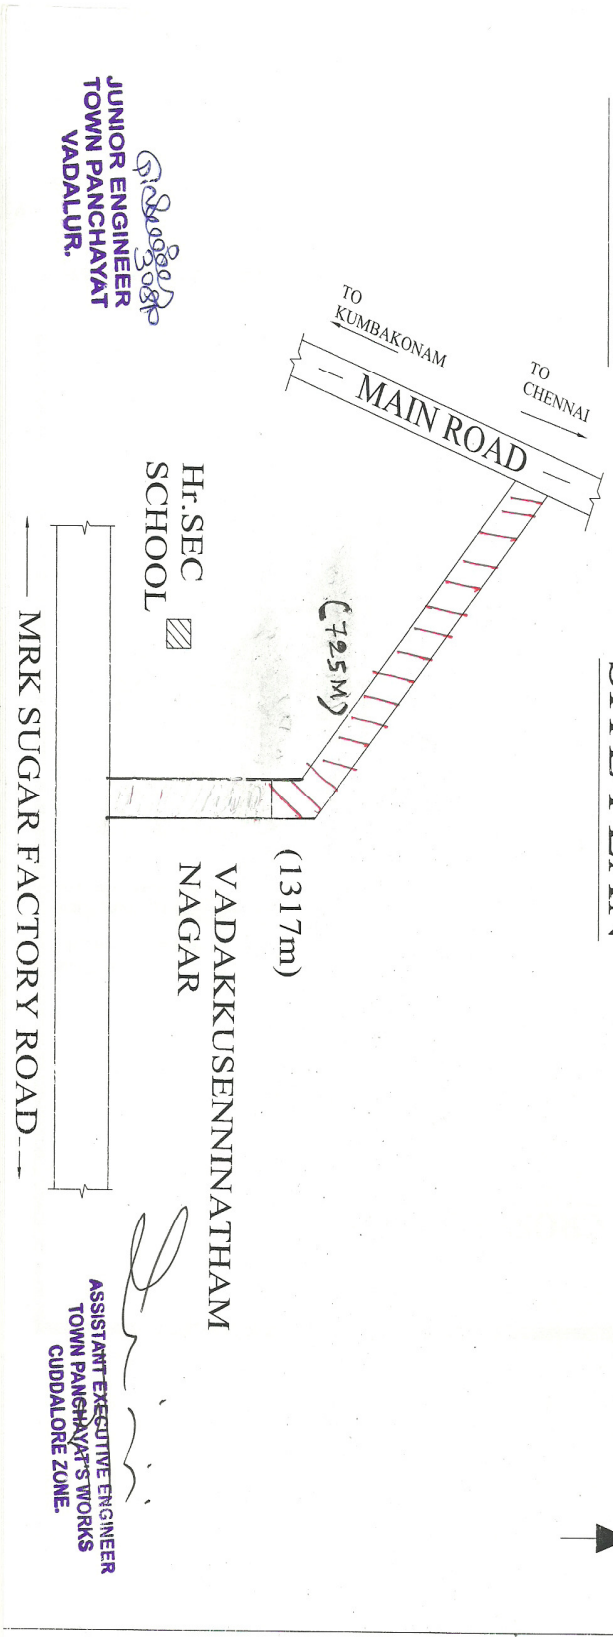 TO
KUMBAKONAM
TO
CHENNAI
MAIN ROAD
Hr.SEC
SCHOOL
(725M)
(1317m)
VADAKKUSENNINATHAM
NAGAR
MRK SUGAR FACTORY ROAD
JUNIOR ENGINEER
TOWN PANCHAYAT
VADALUR.
ASSISTANT EXECUTIVE ENGINEER
TOWN PANCHAYAT'S WORKS
CUDDALORE ZONE.